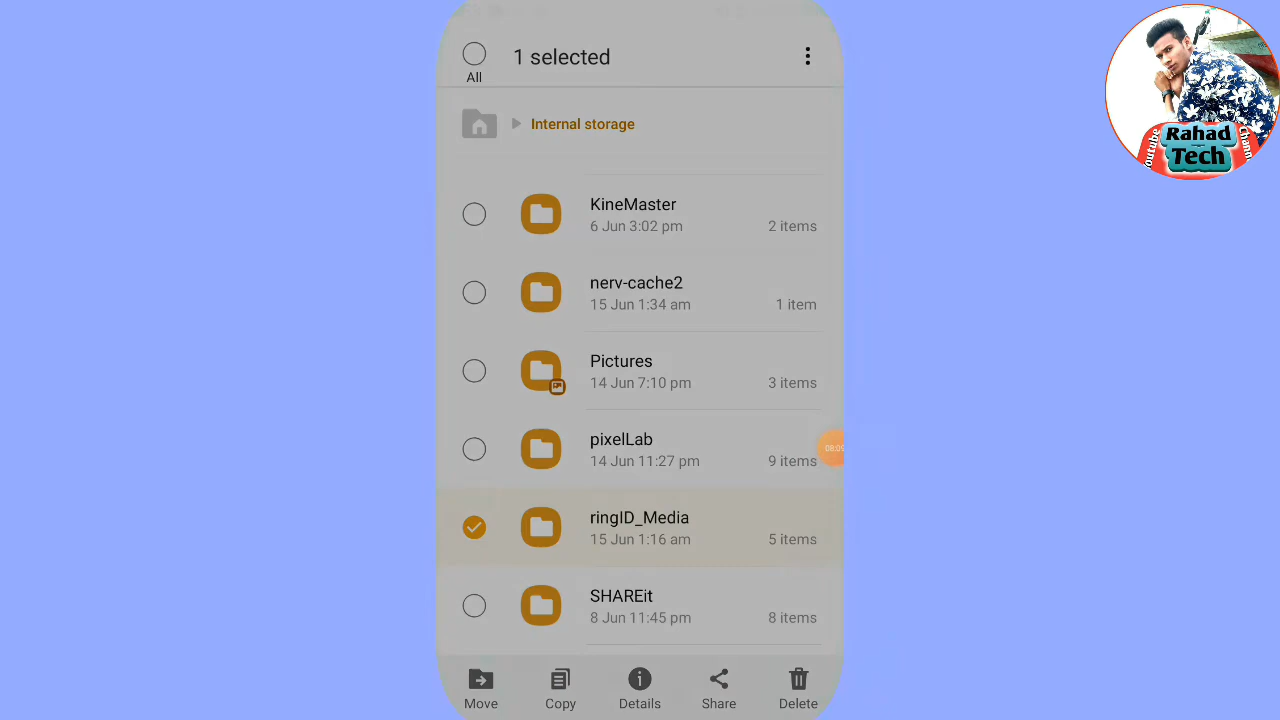 All
1 selected
Internal storage
KineMaster
6 Jun 3:02 pm
2 items
nerv-cache2
15 Jun 1:34 am
1 item
Pictures
14 Jun 7:10 pm
3 items
pixelLab
14 Jun 11:27 pm
9 items
ringID_Media
15 Jun 1:16 am
5 items
SHAREit
8 Jun 11:45 pm
8 items
Move
Copy
Details
Share
Delete
Rahad
Tech